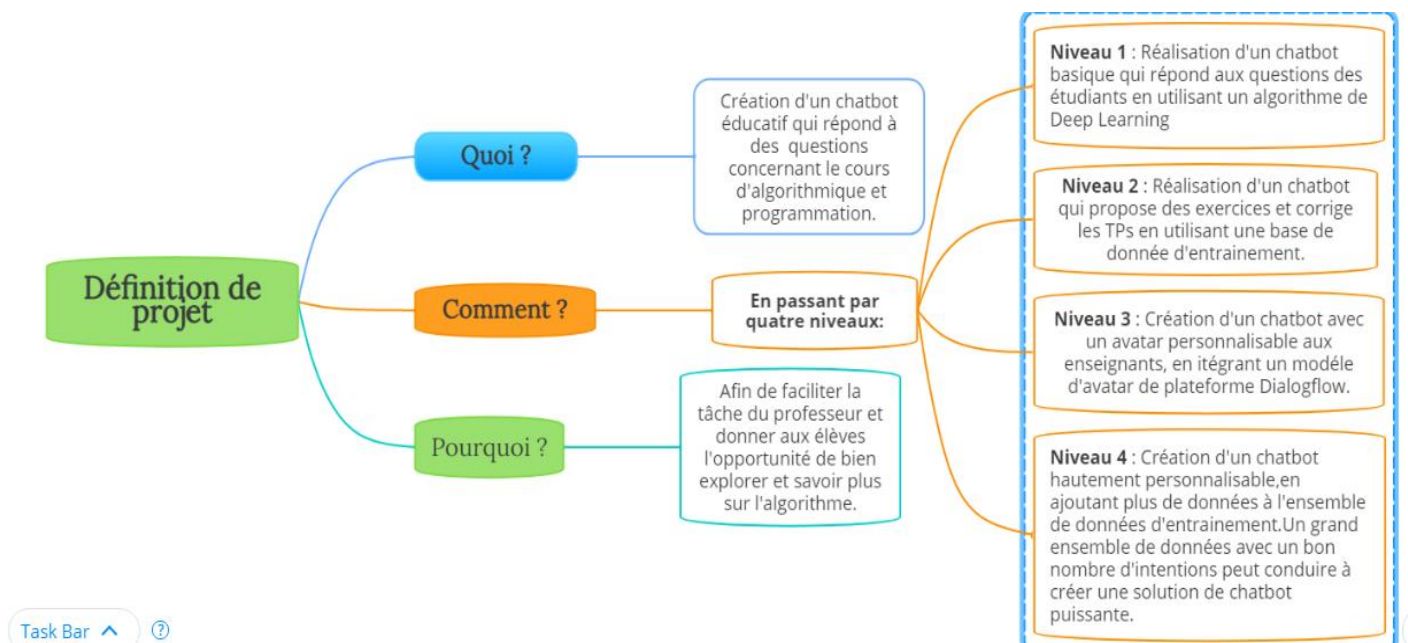 Définition de
projet
Quoi ?
Création d'un chatbot
éducatif qui répond à
des questions
concernant le cours
d'algorithmique et
programmation.
Comment ?
En passant par
quatre niveaux:
Niveau 1 : Réalisation d'un chatbot
basique qui répond aux questions des
étudiants en utilisant un algorithme de
Deep Learning
Niveau 2 : Réalisation d'un chatbot
qui propose des exercices et corrige
les TPs en utilisant une base de
donnée d'entrainement.
Niveau 3 : Création d'un chatbot avec
un avatar personnalisable aux
enseignants, en itégrant un modéle
d'avatar de plateforme Dialogflow.
Niveau 4 : Création d'un chatbot
hautement personnalisable,en
ajoutant plus de données à l'ensemble
de données d'entrainement.Un grand
ensemble de données avec un bon
nombre d'intentions peut conduire à
créer une solution de chatbot
puissante.
Pourquoi ?
Afin de faciliter la
tâche du professeur et
donner aux élèves
l'opportunité de bien
explorer et savoir plus
sur l'algorithme.
Task Bar
?